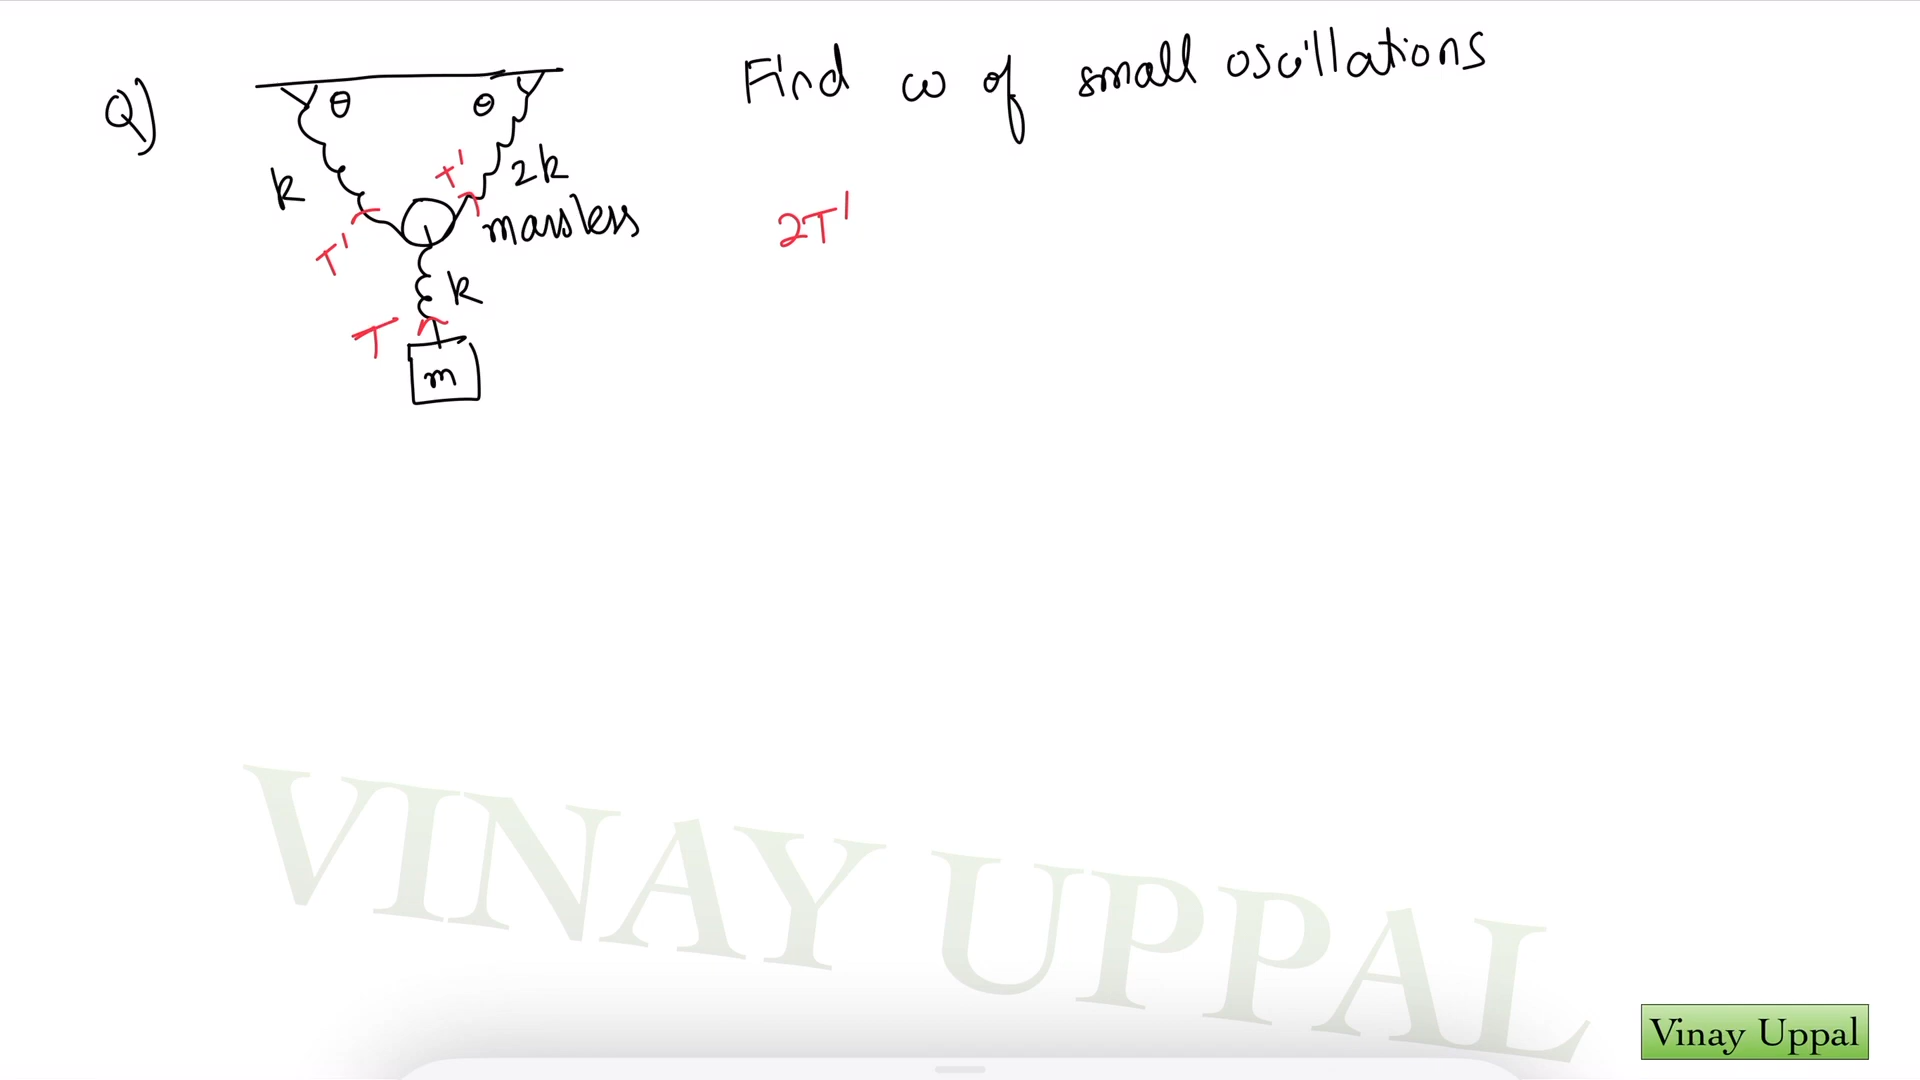 Q)
Find ω of small oscillations
θ
θ
k
2k
T'
T'
massless
2T'
k
T
m
VINAY UPPAL
Vinay Uppal